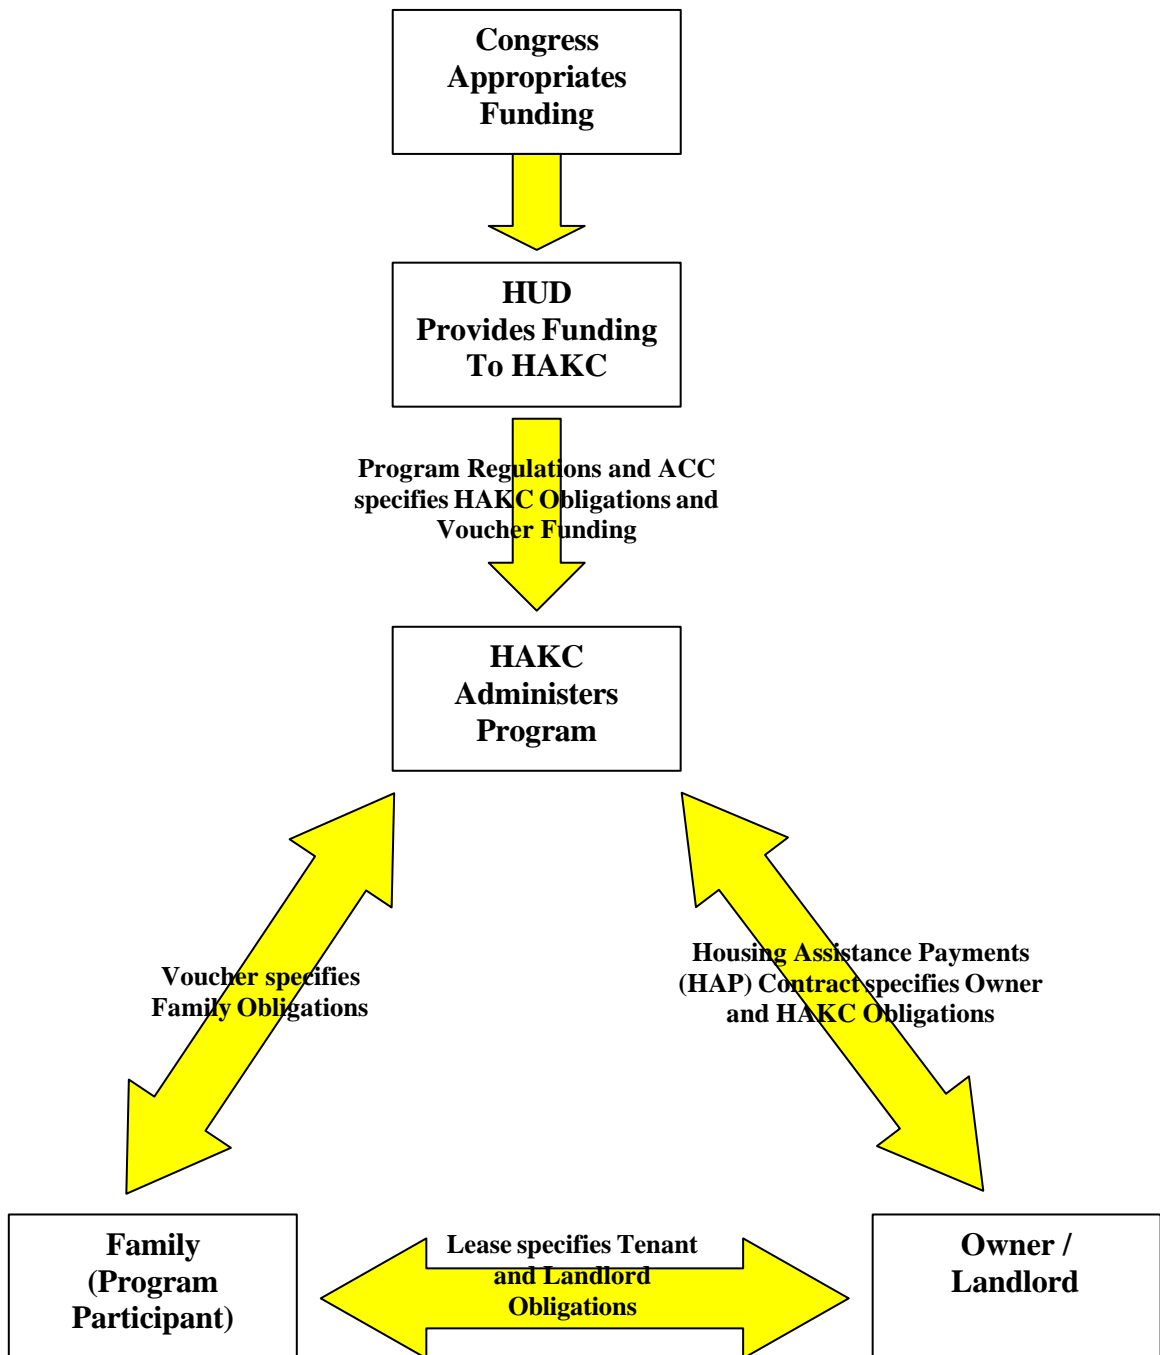 Congress
Appropriates
Funding
HUD
Provides Funding
To HAKC
Program Regulations and ACC
specifies HAKC Obligations and
Voucher Funding
HAKC
Administers
Program
Voucher specifies
Family Obligations
Housing Assistance Payments
(HAP) Contract specifies Owner
and HAKC Obligations
Family
(Program
Participant)
Lease specifies Tenant
and Landlord
Obligations
Owner /
Landlord